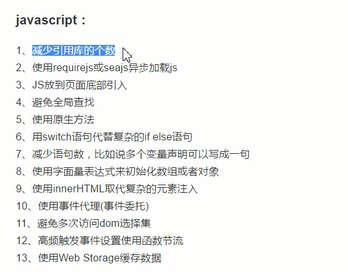 javascript：
1、减少引用库的个数
2、使用requirejs或seajs异步加载js
3、JS放到页面底部引入
4、避免全局查找
5、使用原生方法
6、用switch语句代替复杂的if else语句
7、减少语句数，比如说多个变量声明可以写成一句
8、使用字面量表达式来初始化数组或者对象
9、使用innerHTML取代复杂的元素注入
10、使用事件代理(事件委托)
11、避免多次访问dom选择集
12、高频触发事件设置使用函数节流
13、使用Web Storage缓存数据